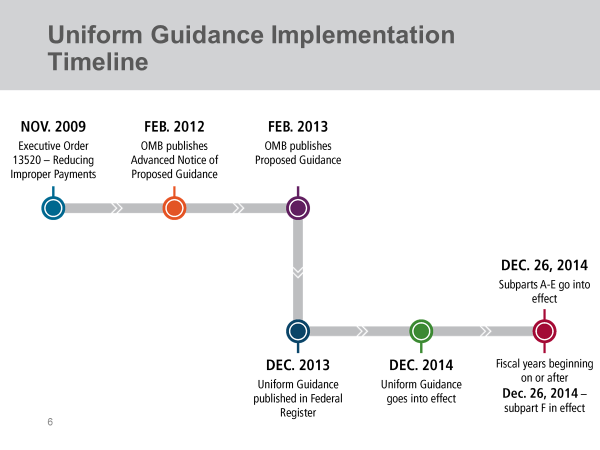 Uniform Guidance Implementation
Timeline
NOV. 2009
Executive Order
13520 – Reducing
Improper Payments
FEB. 2012
OMB publishes
Advanced Notice of
Proposed Guidance
FEB. 2013
OMB publishes
Proposed Guidance
DEC. 2013
Uniform Guidance
published in Federal
Register
DEC. 2014
Uniform Guidance
goes into effect
DEC. 26, 2014
Subparts A-E go into
effect
Fiscal years beginning
on or after
Dec. 26, 2014 –
subpart F in effect
6